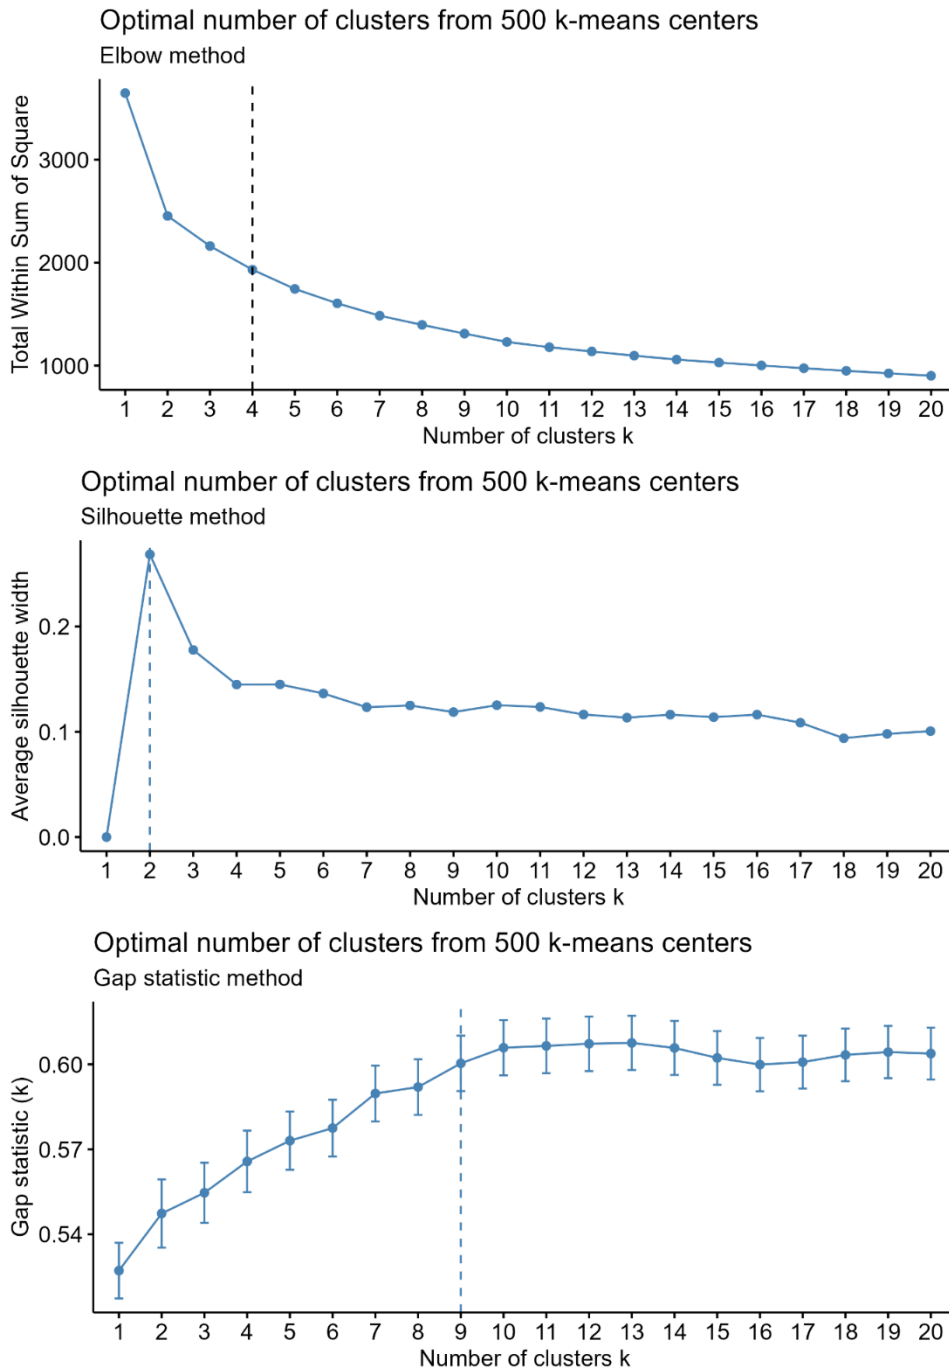 Optimal number of clusters from 500 k-means centers
Elbow method
Total Within Sum of Square
3000
2000
1000
1 2 3 4 5 6 7 8 9 10 11 12 13 14 15 16 17 18 19 20
Number of clusters k
Optimal number of clusters from 500 k-means centers
Silhouette method
Average silhouette width
0.2
0.1
0.0
1 2 3 4 5 6 7 8 9 10 11 12 13 14 15 16 17 18 19 20
Number of clusters k
Optimal number of clusters from 500 k-means centers
Gap statistic method
Gap statistic (k)
0.60
0.57
0.54
1 2 3 4 5 6 7 8 9 10 11 12 13 14 15 16 17 18 19 20
Number of clusters k